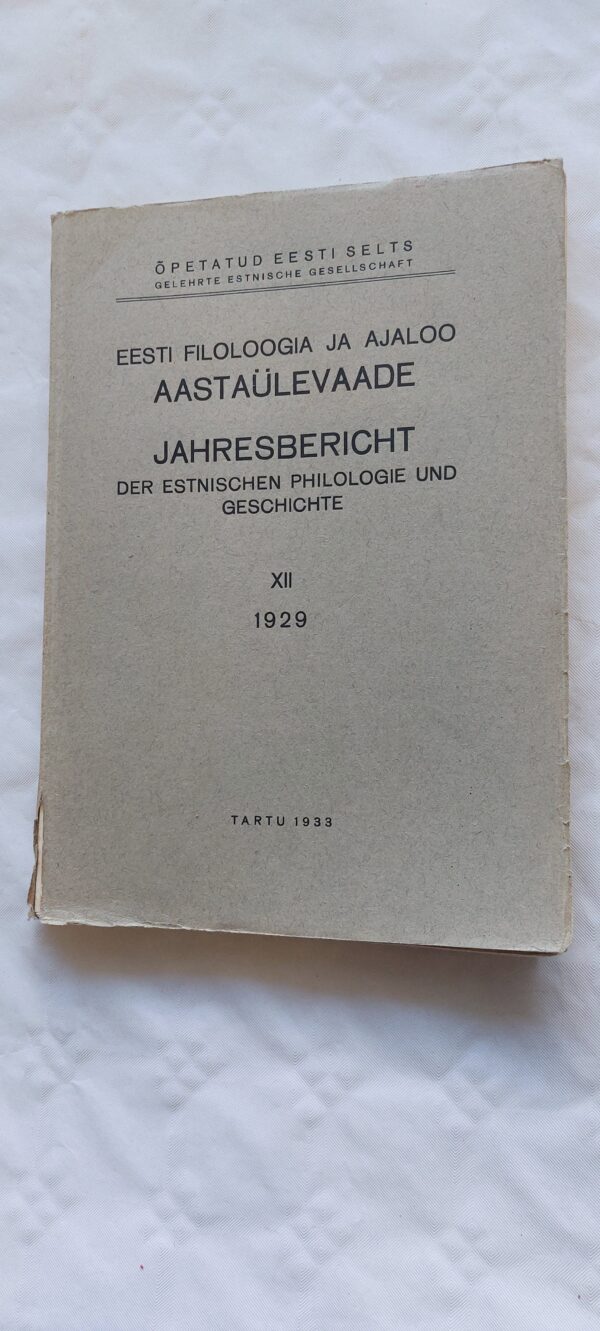 ÕPETATUD EESTI SELTS
GELEHRTE ESTNISCHE GESELLSCHAFT
EESTI FILOLOOGIA JA AJALOO
AASTAÜLEVAADE
JAHRESBERICHT
DER ESTNISCHEN PHILOLOGIE UND
GESCHICHTE
XII
1929
TARTU 1933